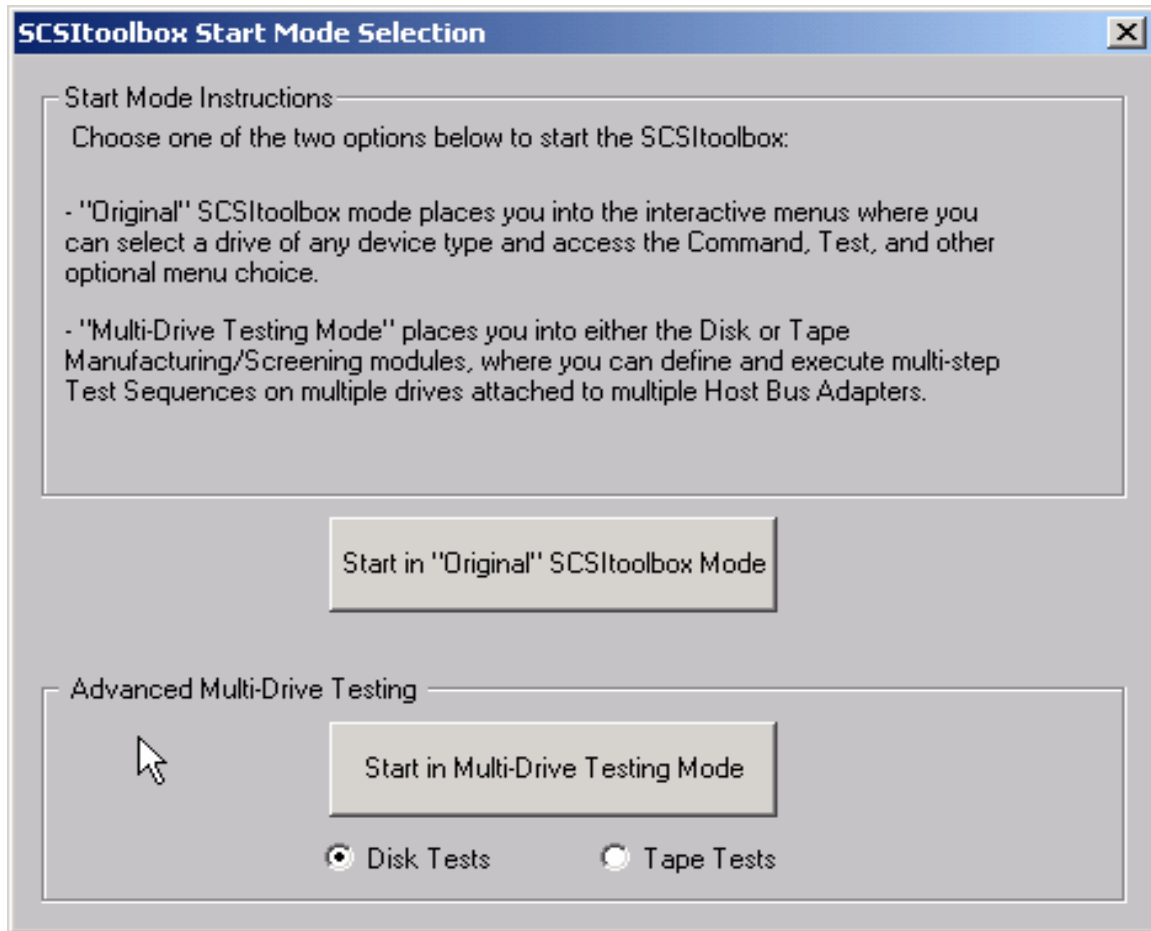 SCSItoolbox Start Mode Selection
Start Mode Instructions
Choose one of the two options below to start the SCSItoolbox:
- "Original" SCSItoolbox mode places you into the interactive menus where you
can select a drive of any device type and access the Command, Test, and other
optional menu choice.
- "Multi-Drive Testing Mode" places you into either the Disk or Tape
Manufacturing/Screening modules, where you can define and execute multi-step
Test Sequences on multiple drives attached to multiple Host Bus Adapters.
Start in "Original" SCSItoolbox Mode
Advanced Multi-Drive Testing
Start in Multi-Drive Testing Mode
Disk Tests
Tape Tests